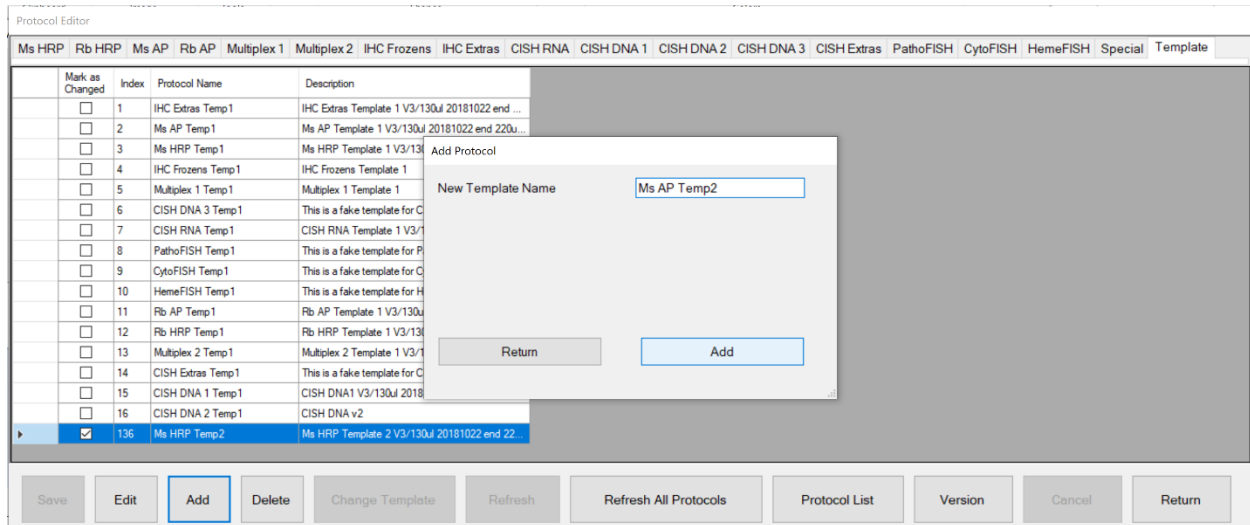 Protocol Editor
Ms HRP Rb HRP Ms AP Rb AP Multiplex 1 Multiplex 2 IHC Frozens IHC Extras CISH RNA CISH DNA 1 CISH DNA 2 CISH DNA 3 CISH Extras PathoFISH CytoFISH HemeFISH Special Template
Mark as Changed Index Protocol Name Description
1 IHC Extras Temp1 IHC Extras Template 1 V3/130ul 20181022 end ...
2 Ms AP Temp1 Ms AP Template 1 V3/130ul 20181022 end 220u...
3 Ms HRP Temp1 Ms HRP Template 1 V3/130
4 IHC Frozens Temp1 IHC Frozens Template 1
5 Multiplex 1 Temp1 Multiplex 1 Template 1
6 CISH DNA 3 Temp1 This is a fake template for C
7 CISH RNA Temp1 CISH RNA Template 1 V3/1
8 PathoFISH Temp1 This is a fake template for P
9 CytoFISH Temp1 This is a fake template for C
10 HemeFISH Temp1 This is a fake template for H
11 Rb AP Temp1 Rb AP Template 1 V3/130u
12 Rb HRP Temp1 Rb HRP Template 1 V3/130
13 Multiplex 2 Temp1 Multiplex 2 Template 1 V3/1
14 CISH Extras Temp1 This is a fake template for C
15 CISH DNA 1 Temp1 CISH DNA1 V3/130ul 2018
16 CISH DNA 2 Temp1 CISH DNA v2
136 Ms HRP Temp2 Ms HRP Template 2 V3/130ul 20181022 end 22...
Add Protocol
New Template Name Ms AP Temp2
Return Add
Save Edit Add Delete Change Template Refresh Refresh All Protocols Protocol List Version Cancel Return